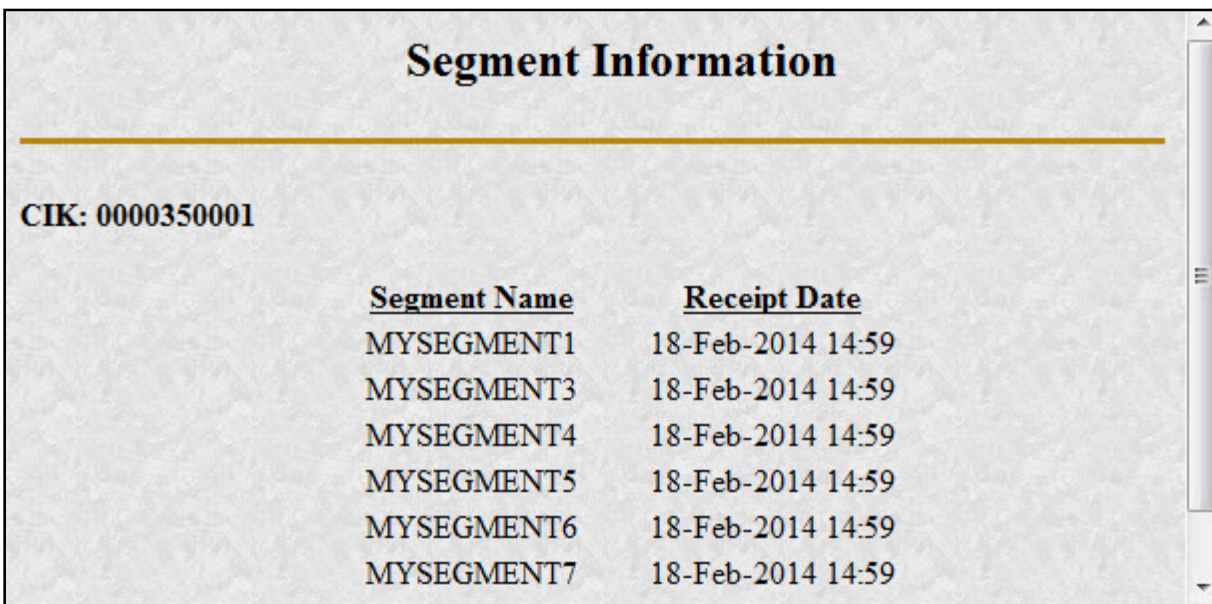 Segment Information
CIK: 0000350001
Segment Name Receipt Date
MYSEGMENT1 18-Feb-2014 14:59
MYSEGMENT3 18-Feb-2014 14:59
MYSEGMENT4 18-Feb-2014 14:59
MYSEGMENT5 18-Feb-2014 14:59
MYSEGMENT6 18-Feb-2014 14:59
MYSEGMENT7 18-Feb-2014 14:59